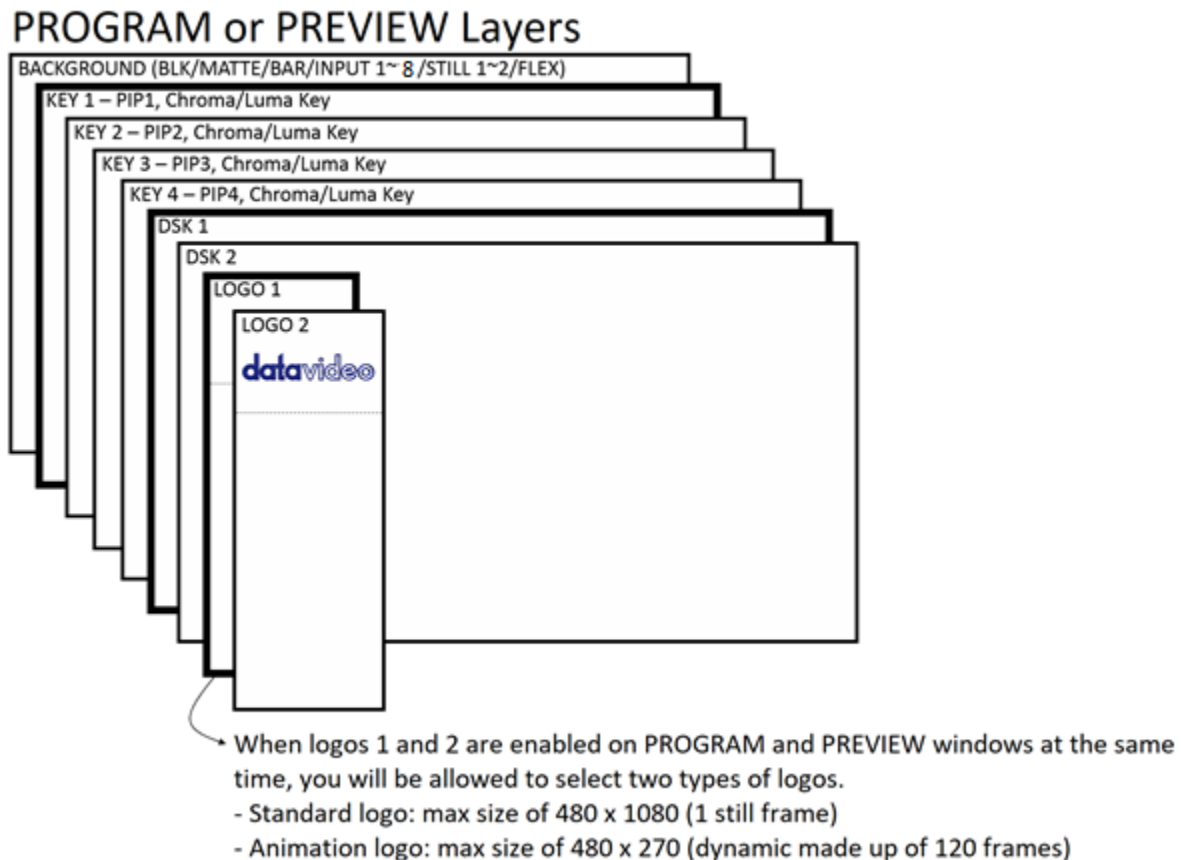 PROGRAM or PREVIEW Layers
BACKGROUND (BLK/MATTE/BAR/INPUT 1~ 8 /STILL 1~2/FLEX)
KEY 1 – PIP1, Chroma/Luma Key
KEY 2 – PIP2, Chroma/Luma Key
KEY 3 – PIP3, Chroma/Luma Key
KEY 4 – PIP4, Chroma/Luma Key
DSK 1
DSK 2
LOGO 1
LOGO 2
datavideo
When logos 1 and 2 are enabled on PROGRAM and PREVIEW windows at the same
time, you will be allowed to select two types of logos.
- Standard logo: max size of 480 x 1080 (1 still frame)
- Animation logo: max size of 480 x 270 (dynamic made up of 120 frames)